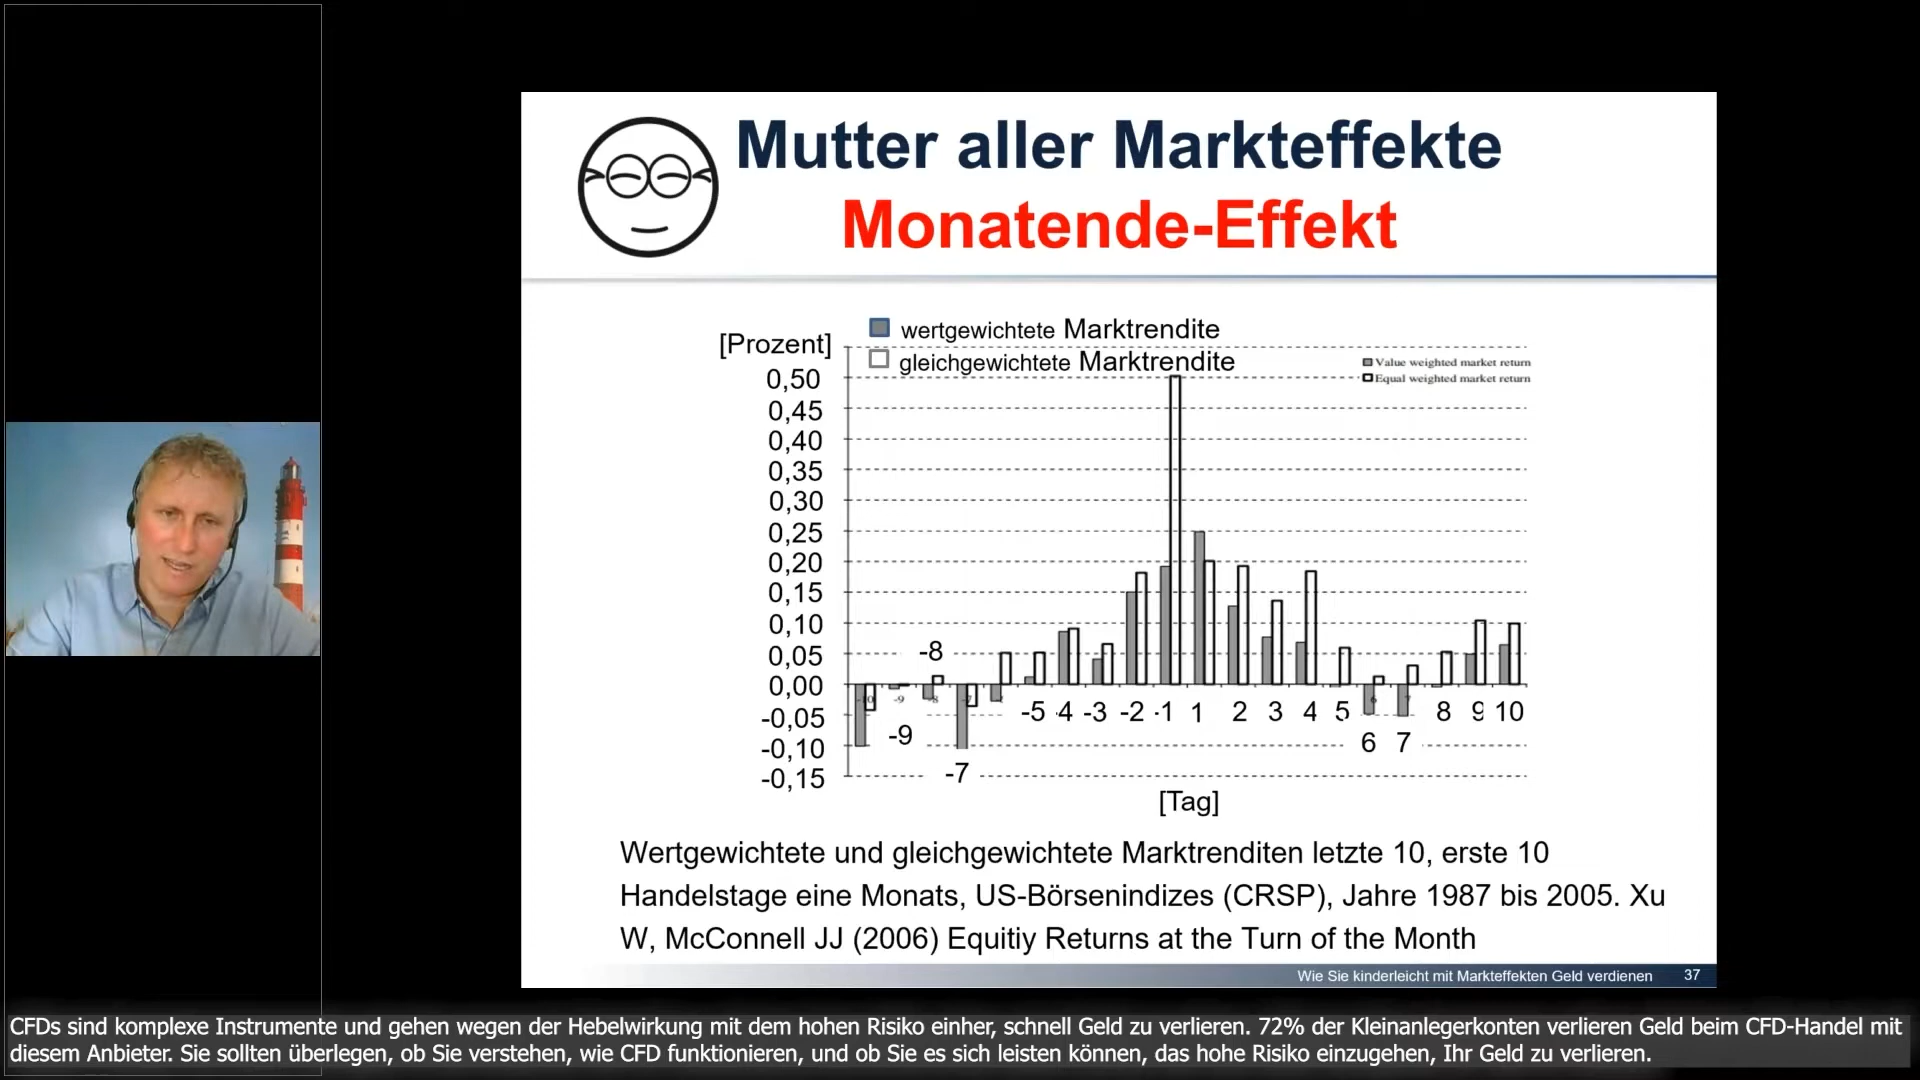 Mutter aller Markteffekte
Monatende-Effekt
[Prozent]
wertgewichtete Marktrendite
gleichgewichtete Marktrendite
Value weighted market return
Equal weighted market return
0,50
0,45
0,40
0,35
0,30
0,25
0,20
0,15
0,10
0,05
0,00
-0,05
-0,10
-0,15
-8
-9
-7
-5 -4 -3 -2 -1 1 2 3 4 5 8 9 10
6 7
[Tag]
Wertgewichtete und gleichgewichtete Marktrenditen letzte 10, erste 10
Handelstage eine Monats, US-Börsenindizes (CRSP), Jahre 1987 bis 2005. Xu
W, McConnell JJ (2006) Equitiy Returns at the Turn of the Month
Wie Sie kinderleicht mit Markteffekten Geld verdienen 37
CFDs sind komplexe Instrumente und gehen wegen der Hebelwirkung mit dem hohen Risiko einher, schnell Geld zu verlieren. 72% der Kleinanlegerkonten verlieren Geld beim CFD-Handel mit
diesem Anbieter. Sie sollten überlegen, ob Sie verstehen, wie CFD funktionieren, und ob Sie es sich leisten können, das hohe Risiko einzugehen, Ihr Geld zu verlieren.